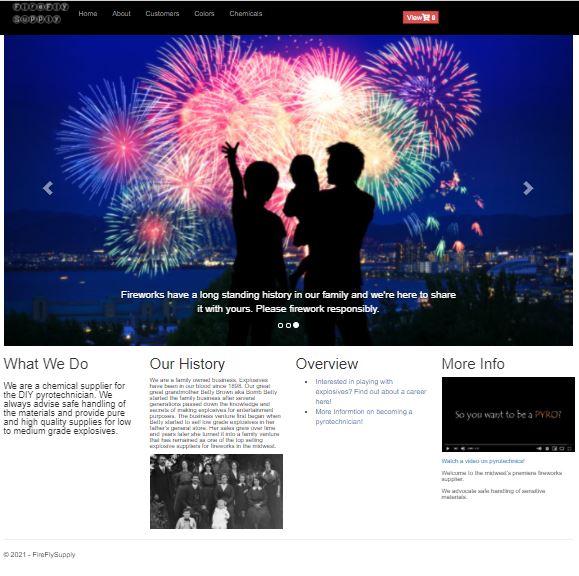 FireFly
Supply
Home About Customers Colors Chemicals
View 0
Fireworks have a long standing history in our family and we're here to share
it with yours. Please firework responsibly.
What We Do
We are a chemical supplier for
the DIY pyrotechnician. We
always advise safe handling of
the materials and provide pure
and high quality supplies for low
to medium grade explosives.
Our History
We are a family owned business. Explosives
have been in our blood since 1898. Our great
great grandmother Betty Brown aka Bomb Betty
started the family business after several
generations passed down the knowledge and
secrets of making explosives for entertainment
purposes. The business venture first began when
Betty started to sell low grade explosives in her
father's general store. Her sales grew over time
and years later she turned it into a family venture
that has remained as one of the top selling
explosive suppliers for fireworks in the midwest.
Overview
Interested in playing with
explosives? Find out about a career
here!
More Informtion on becoming a
pyrotechnician!
More Info
So you want to be a PYRO?
Watch a video on pyrotechnics!
Welcome to the midwest's premiere fireworks
supplier.
We advocate safe handling of sensitive
materials.
© 2021 - FireFlySupply